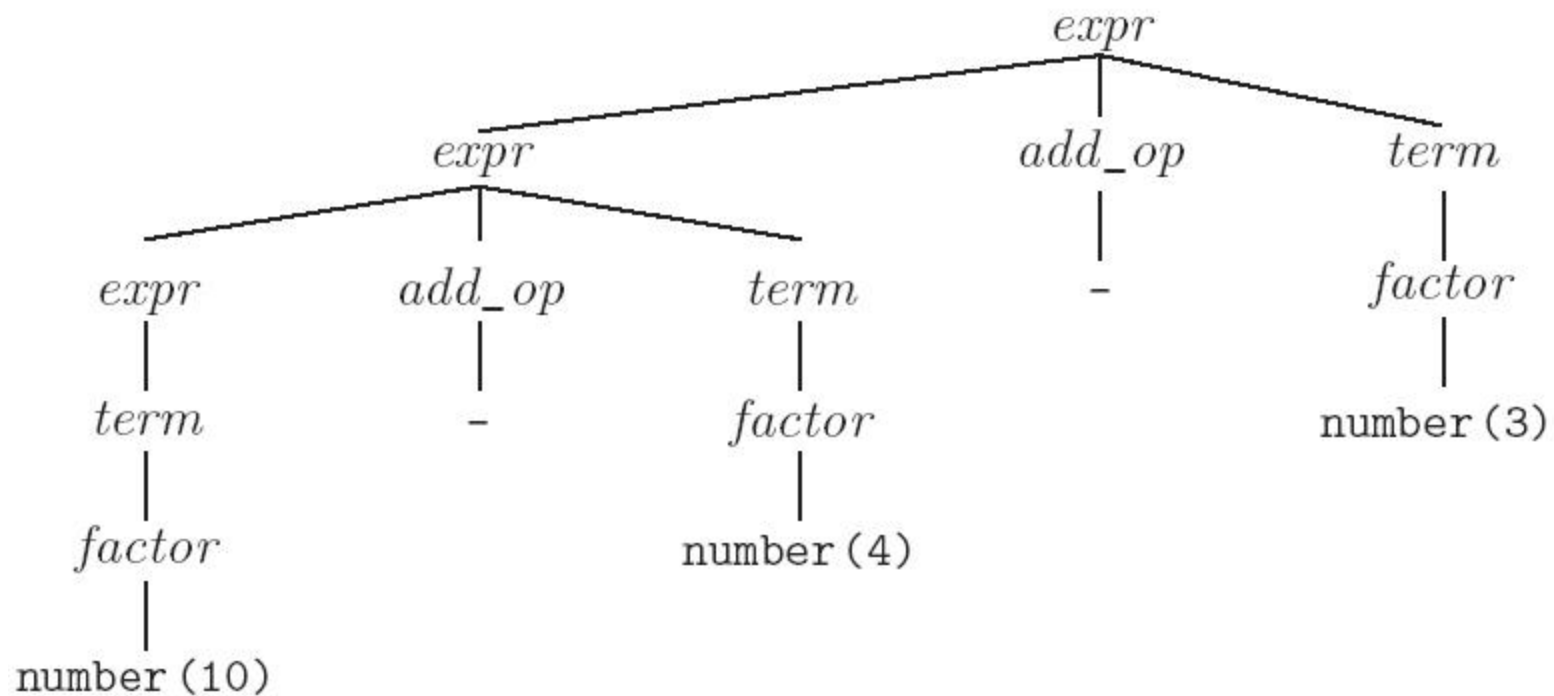 expr
expr add_op term
expr add_op term - factor
term - factor number(3)
factor number(4)
number(10)